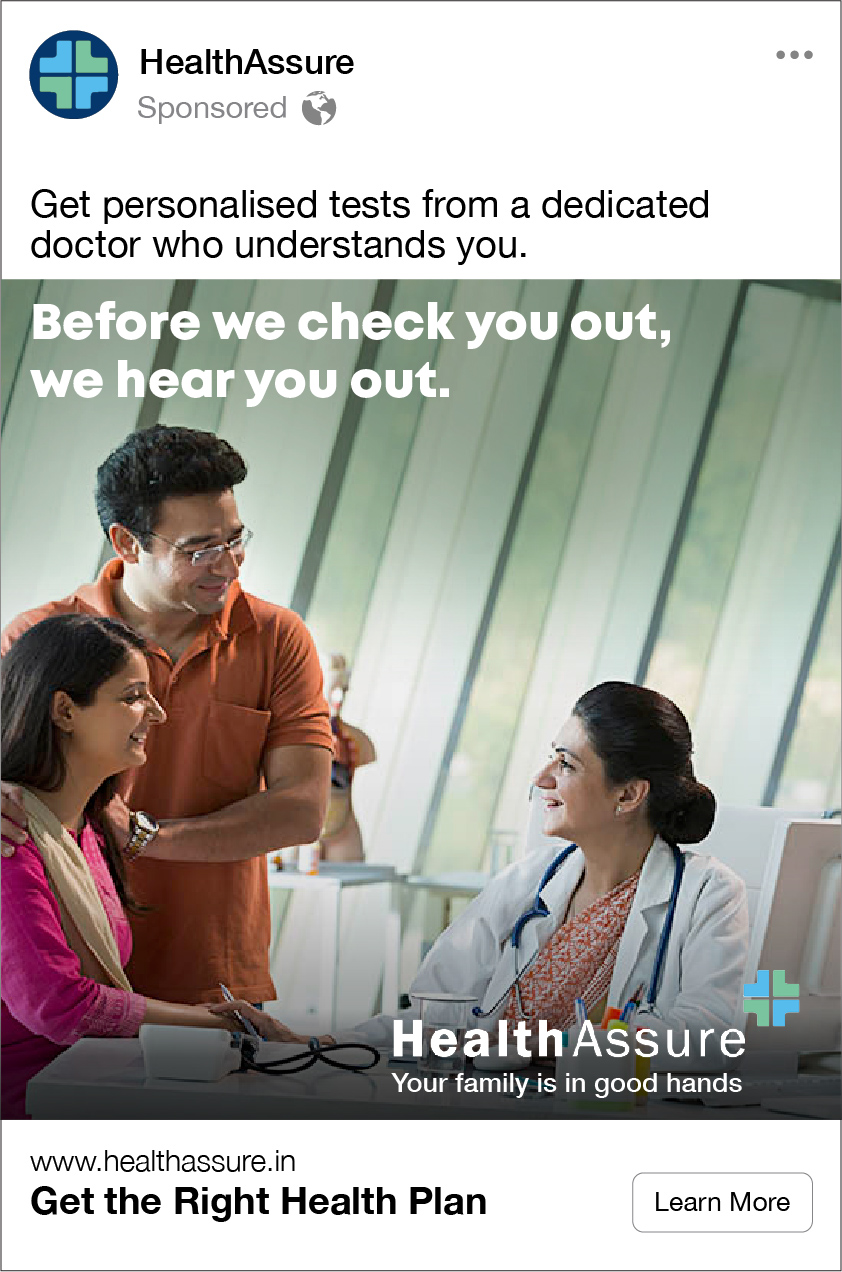 HealthAssure
Sponsored
Get personalised tests from a dedicated
doctor who understands you.
Before we check you out,
we hear you out.
HealthAssure
Your family is in good hands
www.healthassure.in
Get the Right Health Plan
Learn More